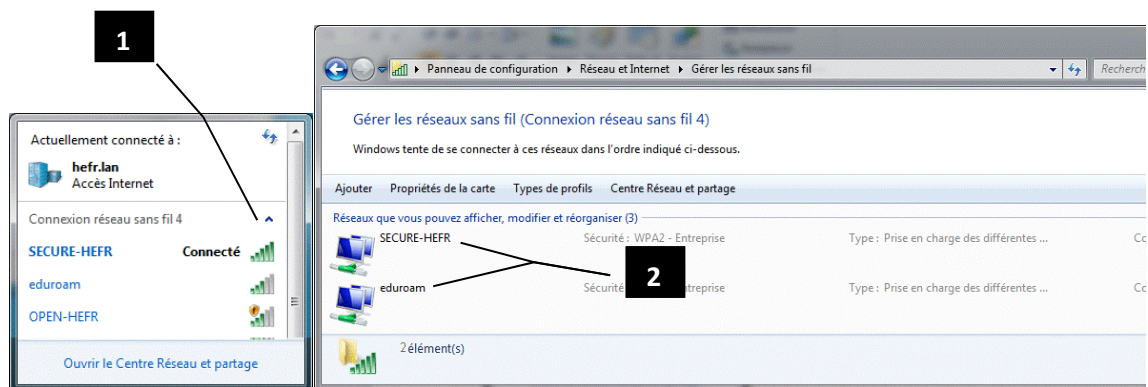 1
Actuellement connecté à :
hefr.lan
Accès Internet
Connexion réseau sans fil 4
SECURE-HEFR Connecté
eduroam
OPEN-HEFR
Ouvrir le Centre Réseau et partage
Panneau de configuration Réseau et Internet Gérer les réseaux sans fil
Recherch
Gérer les réseaux sans fil (Connexion réseau sans fil 4)
Windows tente de se connecter à ces réseaux dans l'ordre indiqué ci-dessous.
Ajouter Propriétés de la carte Types de profils Centre Réseau et partage
Réseaux que vous pouvez afficher, modifier et réorganiser (3)
SECURE-HEFR Sécurité : WPA2 - Entreprise Type : Prise en charge des différentes ... Co
2
eduroam Sécurité treprise Type : Prise en charge des différentes ... Co
2 élément(s)